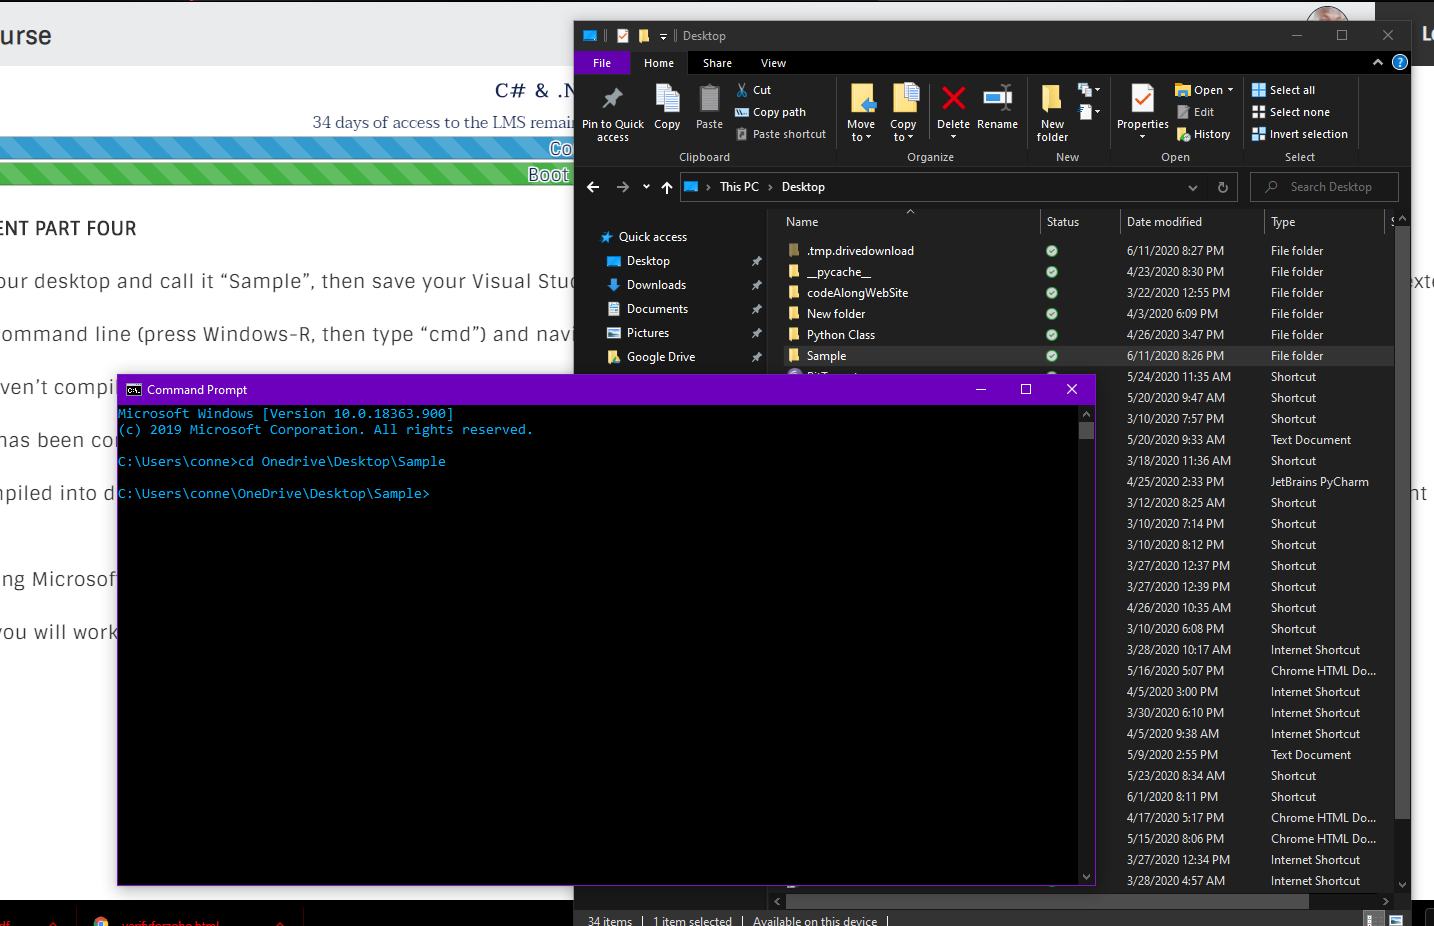 urse
C# & .N
34 days of access to the LMS remain
Co
Boot
ENT PART FOUR
our desktop and call it “Sample”, then save your Visual Stud
ommand line (press Windows-R, then type “cmd”) and navi
ven’t compil
has been co
piled into d
ng Microsof
you will work
Desktop
File Home Share View
Pin to Quick access
Copy
Paste
Cut
Copy path
Paste shortcut
Clipboard
Move to
Copy to
Delete
Rename
Organize
New folder
New
Properties
Open
Edit
History
Open
Select all
Select none
Invert selection
Select
This PC > Desktop
Search Desktop
Quick access
Desktop
Downloads
Documents
Pictures
Google Drive
Name Status Date modified Type
.tmp.drivedownload 6/11/2020 8:27 PM File folder
__pycache__ 4/23/2020 8:30 PM File folder
codeAlongWebSite 3/22/2020 12:55 PM File folder
New folder 4/3/2020 6:09 PM File folder
Python Class 4/26/2020 3:47 PM File folder
Sample 6/11/2020 8:26 PM File folder
5/24/2020 11:35 AM Shortcut
5/20/2020 9:47 AM Shortcut
3/10/2020 7:57 PM Shortcut
5/20/2020 9:33 AM Text Document
3/18/2020 11:36 AM Shortcut
4/25/2020 2:33 PM JetBrains PyCharm
3/12/2020 8:25 AM Shortcut
3/10/2020 7:14 PM Shortcut
3/10/2020 8:12 PM Shortcut
3/27/2020 12:37 PM Shortcut
3/27/2020 12:39 PM Shortcut
4/26/2020 10:35 AM Shortcut
3/10/2020 6:08 PM Shortcut
3/28/2020 10:17 AM Internet Shortcut
5/16/2020 5:07 PM Chrome HTML Do...
4/5/2020 3:00 PM Internet Shortcut
3/30/2020 6:10 PM Internet Shortcut
4/5/2020 9:38 AM Internet Shortcut
5/9/2020 2:55 PM Text Document
5/23/2020 8:34 AM Shortcut
6/1/2020 8:11 PM Shortcut
4/17/2020 5:17 PM Chrome HTML Do...
5/15/2020 8:06 PM Chrome HTML Do...
3/27/2020 12:34 PM Internet Shortcut
3/28/2020 4:57 AM Internet Shortcut
34 items 1 item selected Available on this device
Command Prompt
Microsoft Windows [Version 10.0.18363.900]
(c) 2019 Microsoft Corporation. All rights reserved.
C:\Users\conne>cd Onedrive\Desktop\Sample
C:\Users\conne\OneDrive\Desktop\Sample>